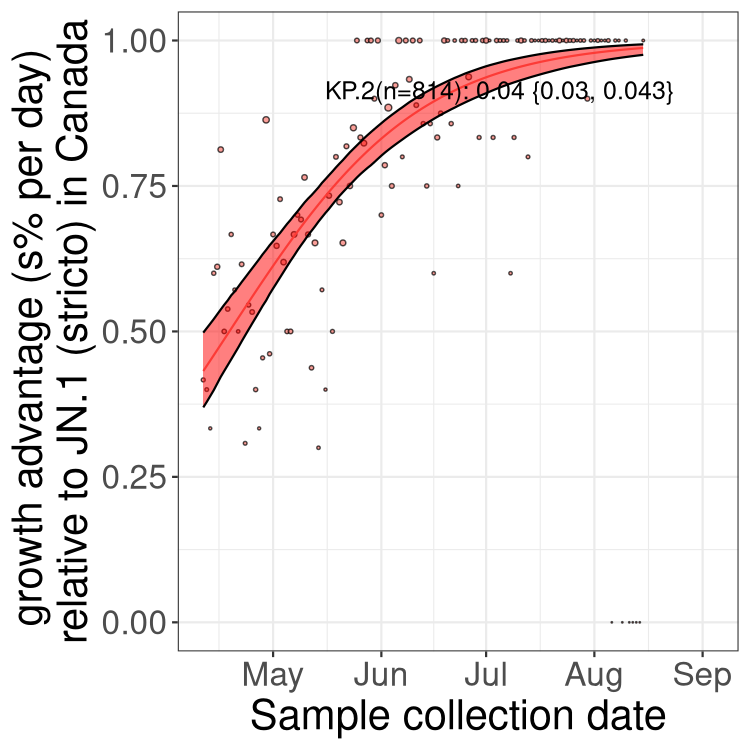 growth advantage (s% per day)
relative to JN.1 (stricto) in Canada
1.00
0.75
0.50
0.25
0.00
KP.2(n=814): 0.04 {0.03, 0.043}
May Jun Jul Aug Sep
Sample collection date